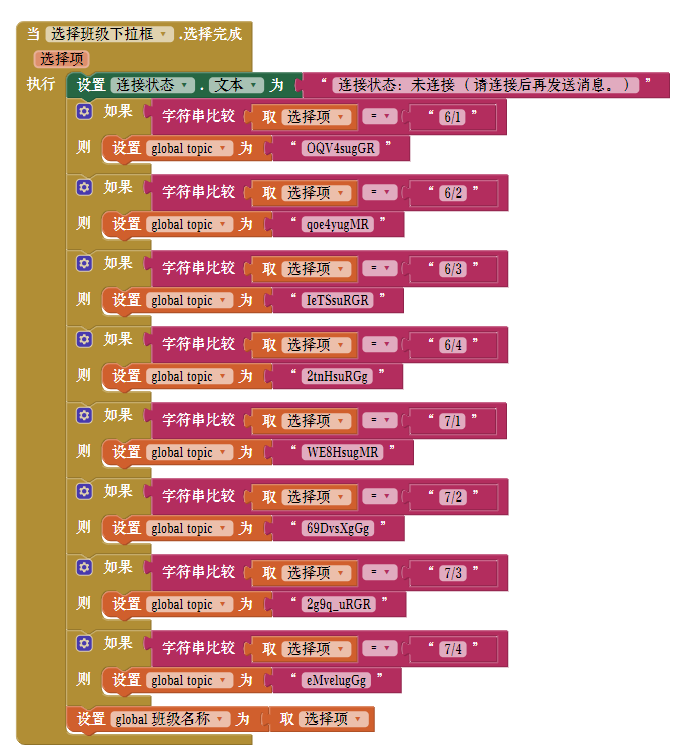 当 选择班级下拉框 .选择完成
选择项
执行 设置 连接状态 . 文本 为 “ 连接状态：未连接（请连接后再发送消息。） ”
如果 字符串比较 取 选择项 = “ 6/1 ”
则 设置 global topic 为 “ OQV4sugGR ”
如果 字符串比较 取 选择项 = “ 6/2 ”
则 设置 global topic 为 “ qoe4yugMR ”
如果 字符串比较 取 选择项 = “ 6/3 ”
则 设置 global topic 为 “ IeTSsuRGR ”
如果 字符串比较 取 选择项 = “ 6/4 ”
则 设置 global topic 为 “ 2tnHsuRGg ”
如果 字符串比较 取 选择项 = “ 7/1 ”
则 设置 global topic 为 “ WE8HsugMR ”
如果 字符串比较 取 选择项 = “ 7/2 ”
则 设置 global topic 为 “ 69DvsXgGg ”
如果 字符串比较 取 选择项 = “ 7/3 ”
则 设置 global topic 为 “ 2g9q_uRGR ”
如果 字符串比较 取 选择项 = “ 7/4 ”
则 设置 global topic 为 “ eMvelugGg ”
设置 global 班级名称 为 取 选择项